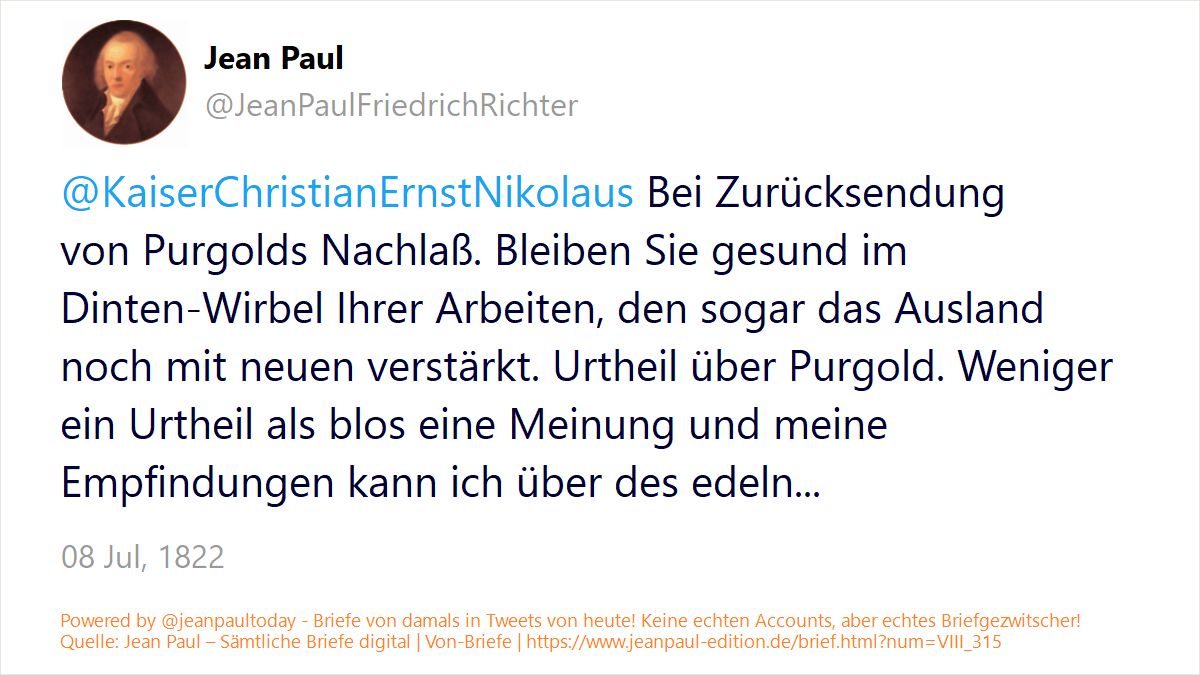 Jean Paul
@JeanPaulFriedrichRichter
@KaiserChristianErnstNikolaus Bei Zurücksendung
von Purgolds Nachlaß. Bleiben Sie gesund im
Dinten-Wirbel Ihrer Arbeiten, den sogar das Ausland
noch mit neuen verstärkt. Urtheil über Purgold. Weniger
ein Urtheil als blos eine Meinung und meine
Empfindungen kann ich über des edeln...
08 Jul, 1822
Powered by @jeanpaultoday - Briefe von damals in Tweets von heute! Keine echten Accounts, aber echtes Briefgezwitscher!
Quelle: Jean Paul – Sämtliche Briefe digital | Von-Briefe | https://www.jeanpaul-edition.de/brief.html?num=VIII_315